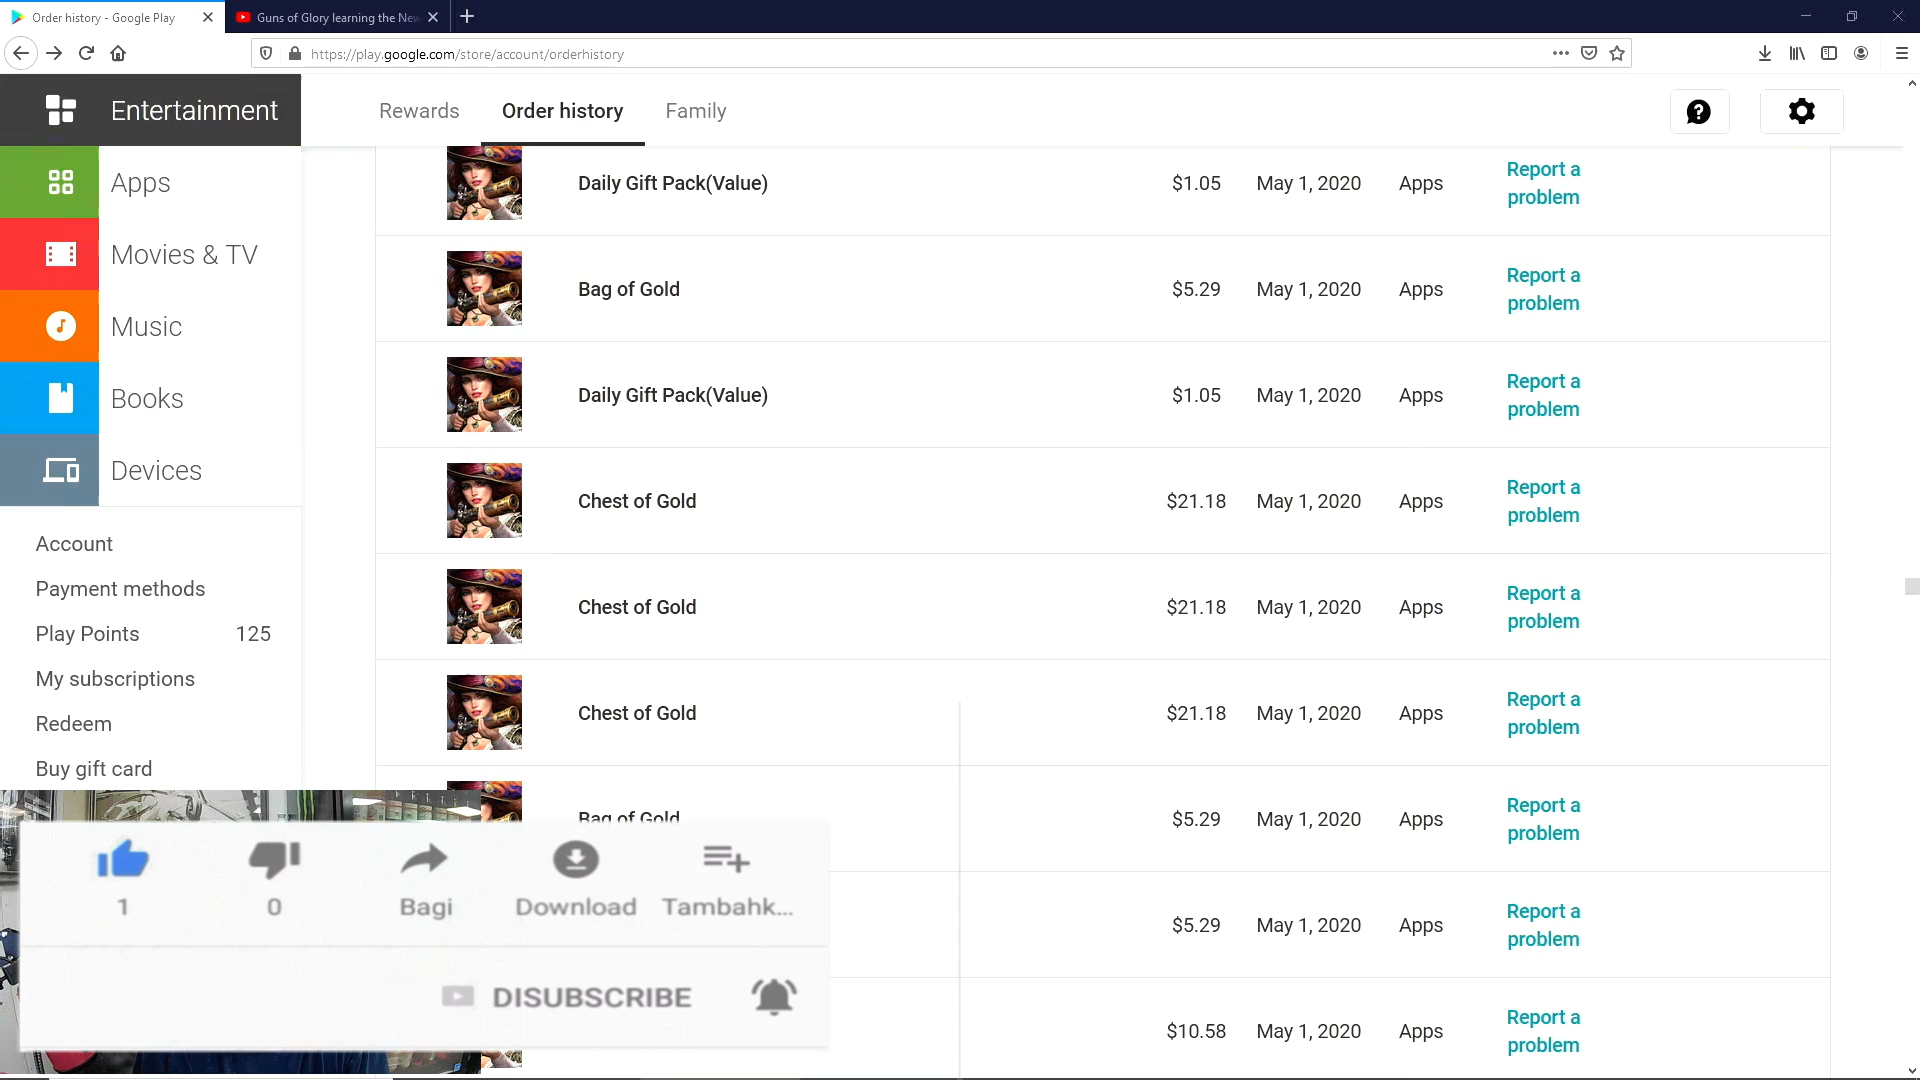 Order history - Google Play
Guns of Glory learning the New
https://play.google.com/store/account/orderhistory
Entertainment
Rewards
Order history
Family
Apps
Movies & TV
Music
Books
Devices
Account
Payment methods
Play Points 125
My subscriptions
Redeem
Buy gift card
Daily Gift Pack(Value) $1.05 May 1, 2020 Apps Report a
problem
Bag of Gold $5.29 May 1, 2020 Apps Report a
problem
Daily Gift Pack(Value) $1.05 May 1, 2020 Apps Report a
problem
Chest of Gold $21.18 May 1, 2020 Apps Report a
problem
Chest of Gold $21.18 May 1, 2020 Apps Report a
problem
Chest of Gold $21.18 May 1, 2020 Apps Report a
problem
Bag of Gold $5.29 May 1, 2020 Apps Report a
problem
$5.29 May 1, 2020 Apps Report a
problem
$10.58 May 1, 2020 Apps Report a
problem
1 0 Bagi Download Tambahk...
DISUBSCRIBE